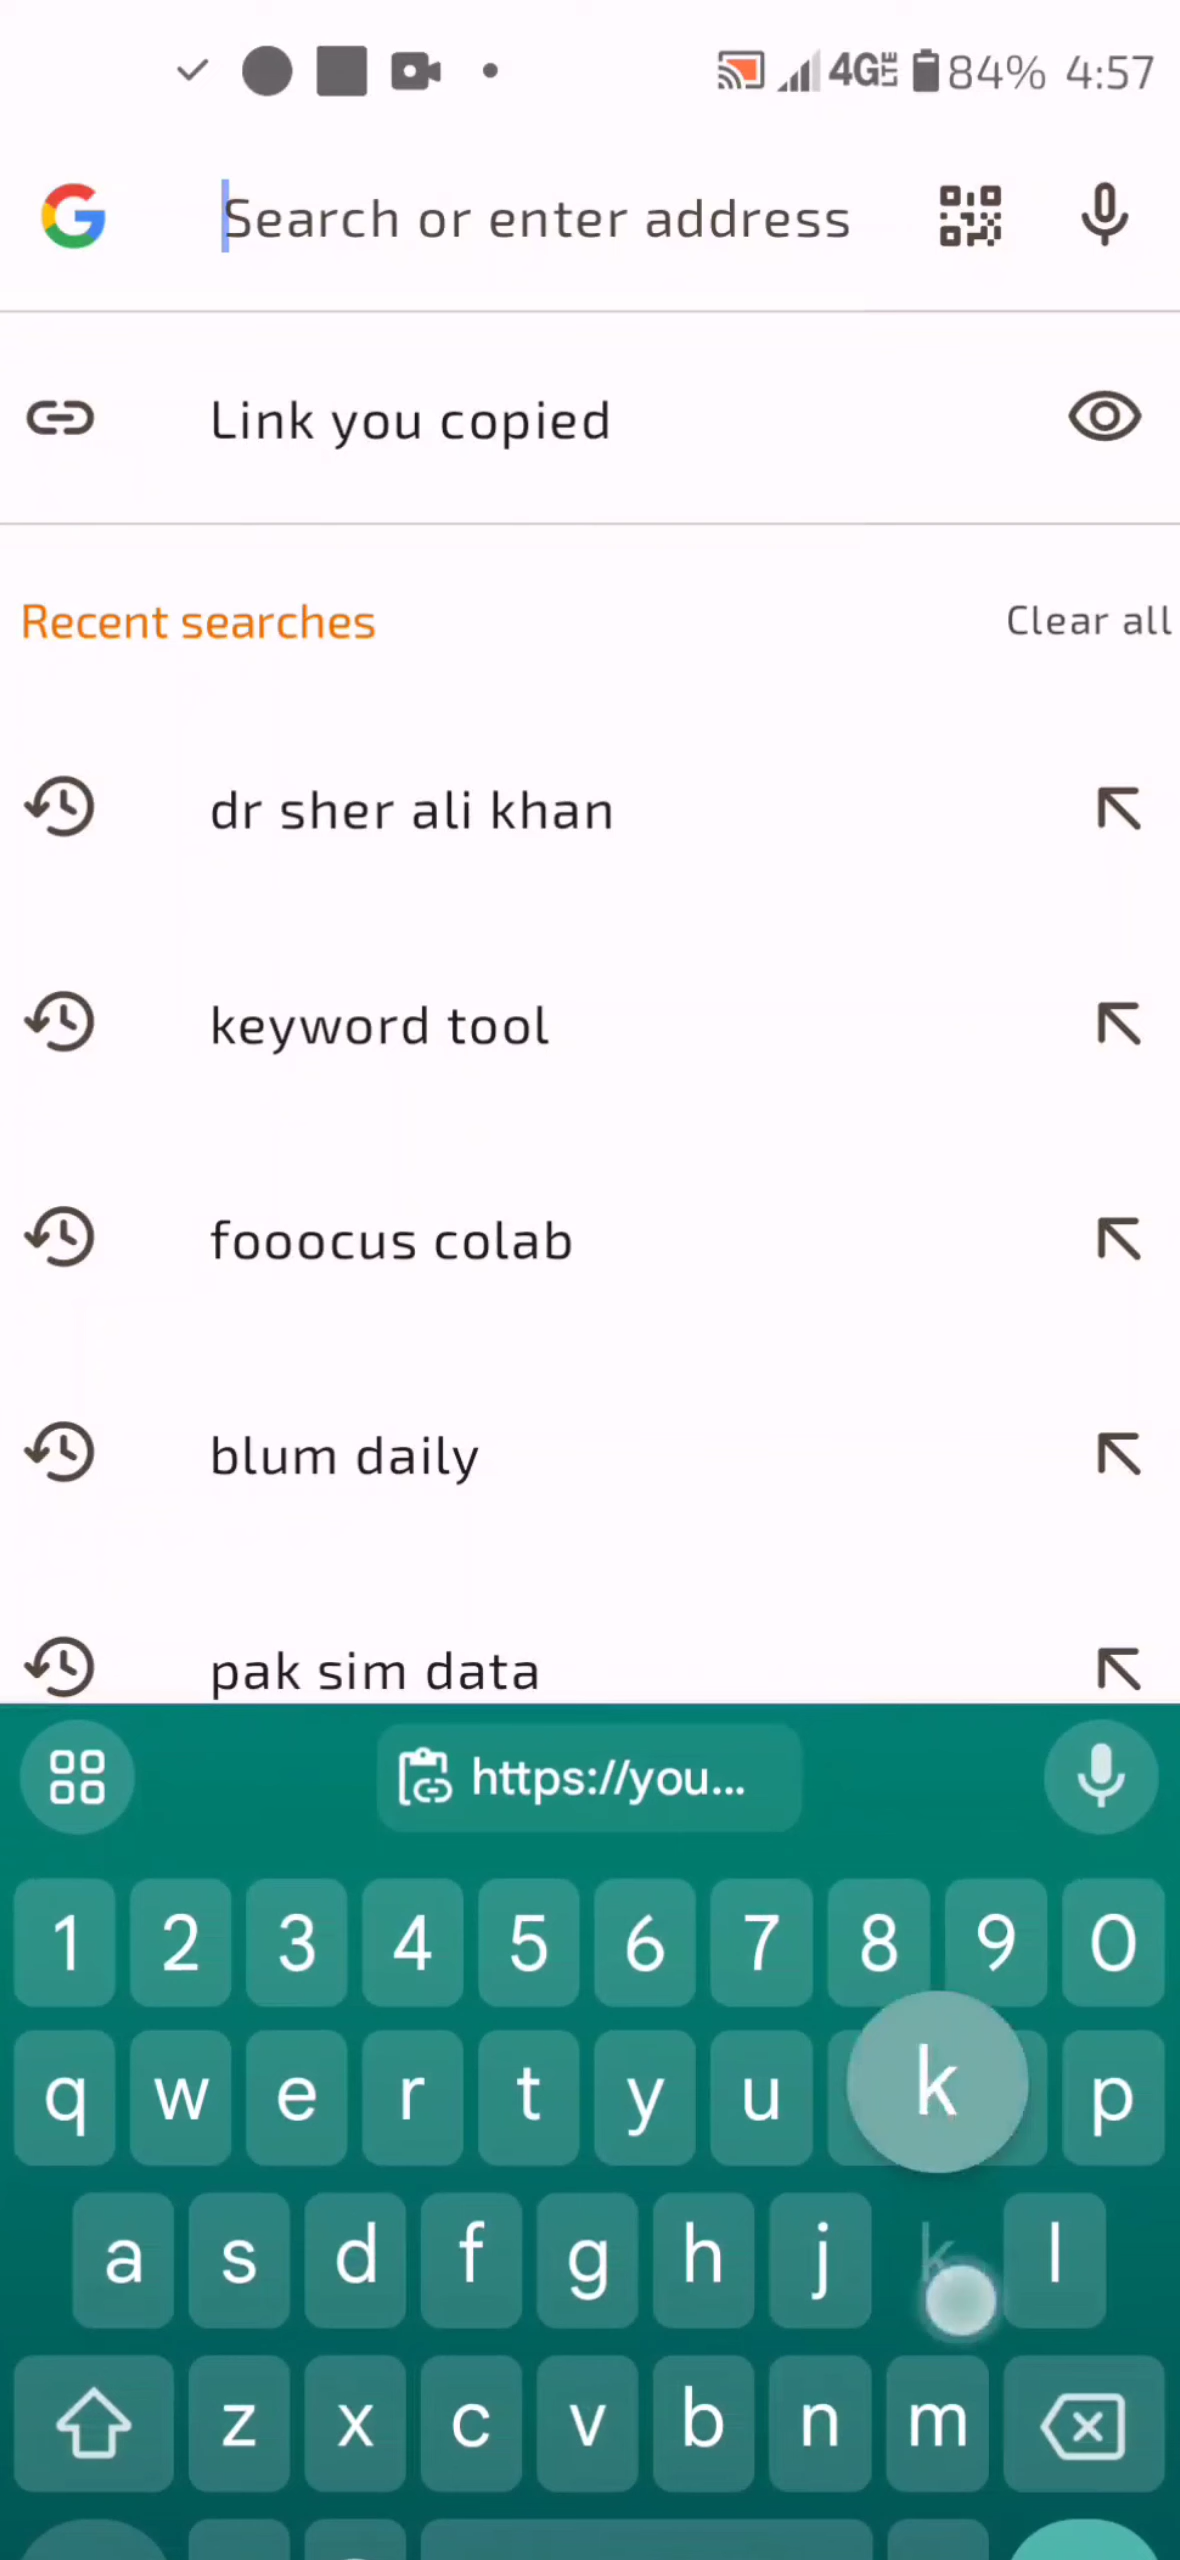 4G LTE 84% 4:57
Search or enter address
Link you copied
Recent searches Clear all
dr sher ali khan
keyword tool
fooocus colab
blum daily
pak sim data
https://you...
1 2 3 4 5 6 7 8 9 0
q w e r t y u k p
a s d f g h j k l
z x c v b n m